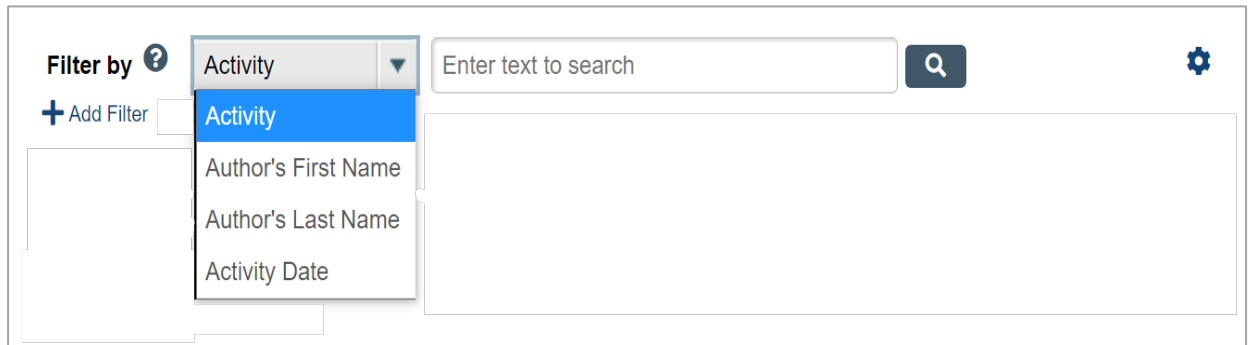 Filter by ? Activity Enter text to search
+ Add Filter
Activity
Author's First Name
Author's Last Name
Activity Date